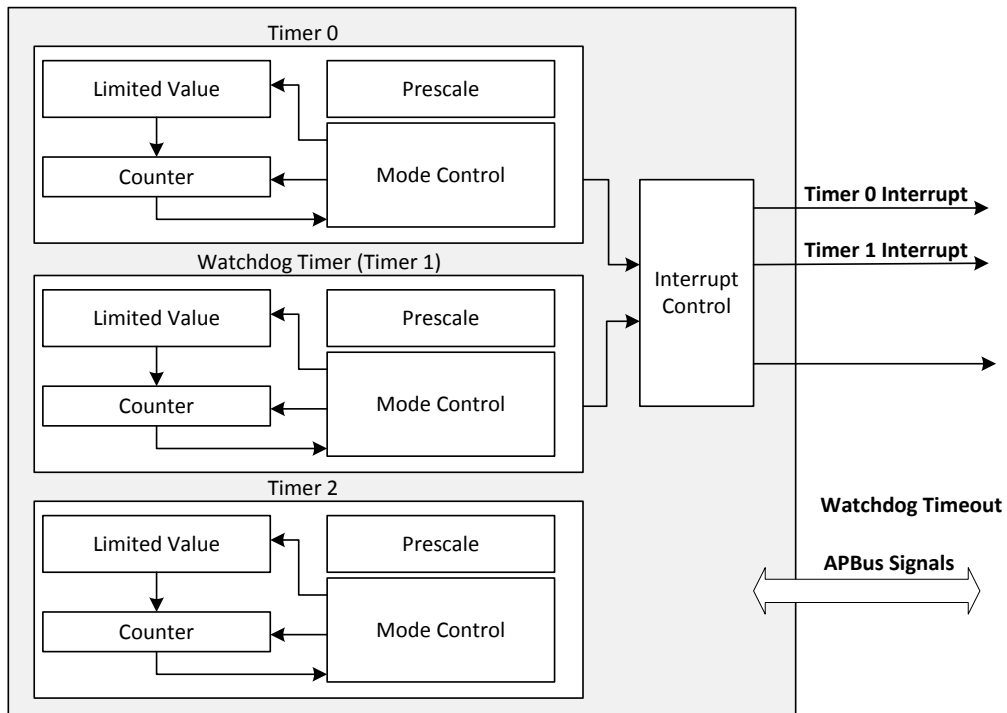 Timer 0
Limited Value
Prescale
Counter
Mode Control
Watchdog Timer (Timer 1)
Limited Value
Prescale
Counter
Mode Control
Timer 2
Limited Value
Prescale
Counter
Mode Control
Interrupt
Control
Timer 0 Interrupt
Timer 1 Interrupt
Watchdog Timeout
APBus Signals